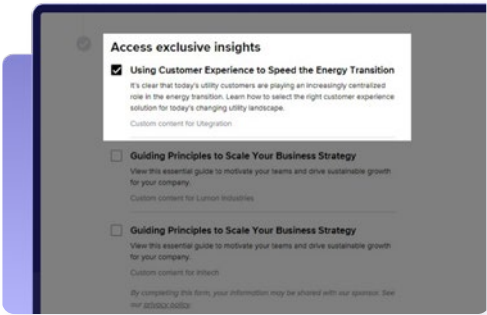 Access exclusive insights
Using Customer Experience to Speed the Energy Transition
It's clear that today's utility customers are playing an increasingly centralized
role in the energy transition. Learn how to select the right customer experience
solution for today's changing utility landscape.
Custom content for Utegration
Guiding Principles to Scale Your Business Strategy
View this essential guide to motivate your teams and drive sustainable growth
for your company.
Custom content for Lumon Industries
Guiding Principles to Scale Your Business Strategy
View this essential guide to motivate your teams and drive sustainable growth
for your company.
Custom content for Initech
By completing this form, your information may be shared with our sponsor. See
our privacy policy.